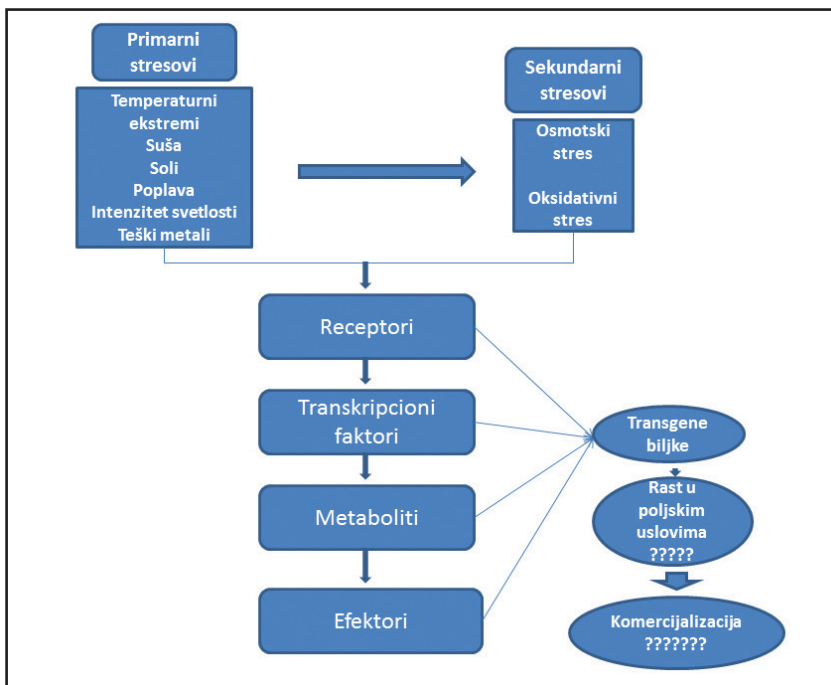 Primarni
stresovi
Temperaturni
ekstremi
Suša
Soli
Poplava
Intenzitet svetlosti
Teški metali
Sekundarni
stresovi
Osmotski
stres
Oksidativni
stres
Receptori
Transkripcioni
faktori
Metaboliti
Efektori
Transgene
biljke
Rast u
poljskim
uslovima
?????
Komercijalizacija
???????